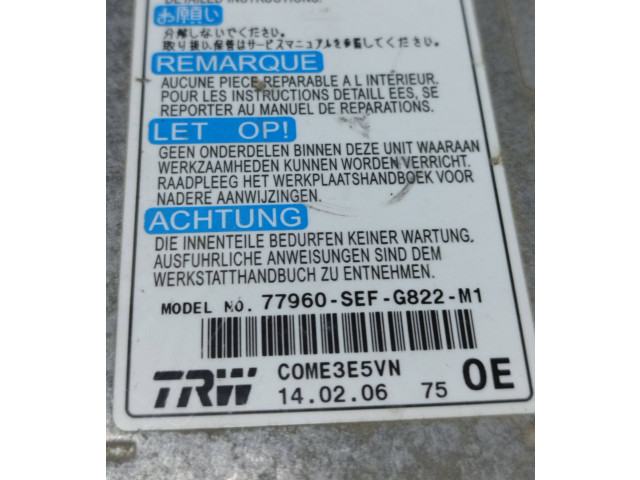 DETAILED INSTRUCTIONS.
お願い
分解しないでください。
取り扱い、保管はサービスマニュアルを参照してください。
REMARQUE
AUCUNE PIECE REPARABLE A L INTERIEUR.
POUR LES INSTRUCTIONS DETAILL EES, SE
REPORTER AU MANUEL DE REPARATIONS.
LET OP!
GEEN ONDERDELEN BINNEN DEZE UNIT WAARAAN
WERKZAAMHEDEN KUNNEN WORDEN VERRICHT.
RAADPLEEG HET WERKPLAATSHANDBOEK VOOR
NADERE AANWIJZINGEN.
ACHTUNG
DIE INNENTEILE BEDURFEN KEINER WARTUNG.
AUSFUHRLICHE ANWEISUNGEN SIND DEM
WERKSTATTHANDBUCH ZU ENTNEHMEN.
MODEL NO. 77960-SEF-G822-M1
TRW COME3E5VN
14.02.06 75 OE